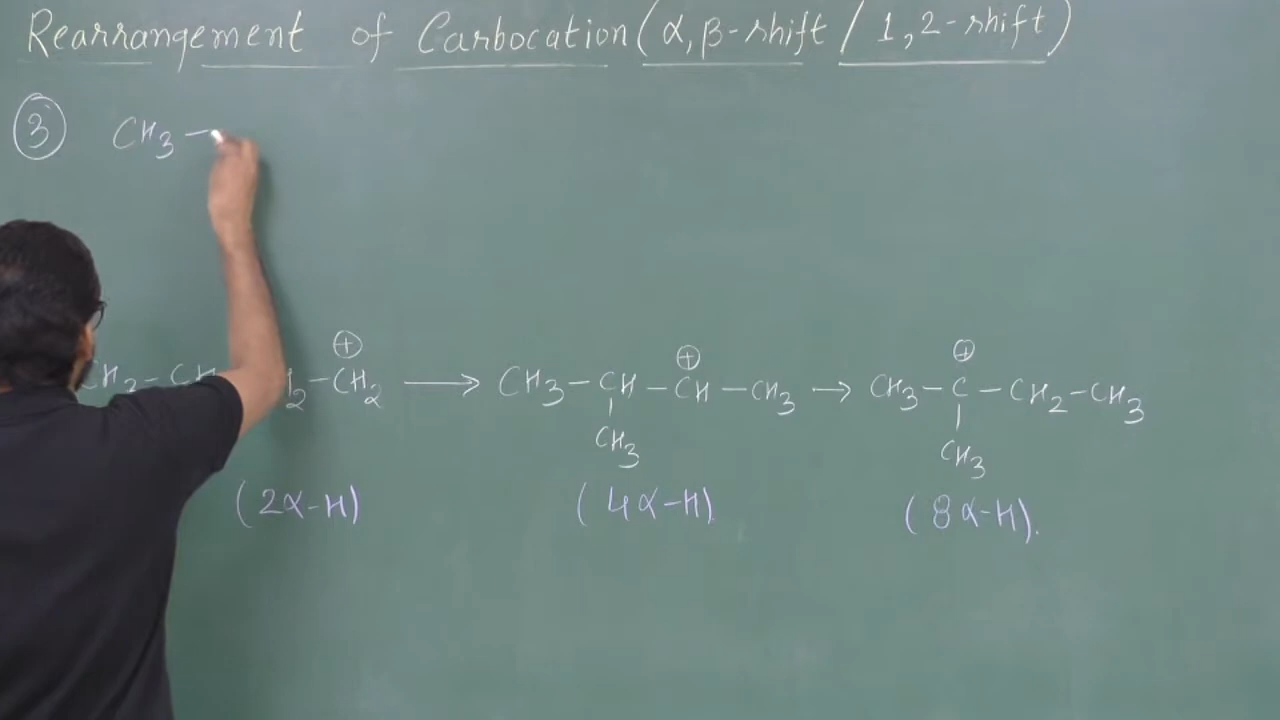 Rearrangement of Carbocation (α,β-shift / 1,2-shift)
③ CH3 —
⊕ ⊕ ⊕
CH2 ⟶ CH3 — CH — CH — CH3 ⟶ CH3 — C — CH2 — CH3
CH3 CH3
(2α-H) (4α-H) (8α-H).